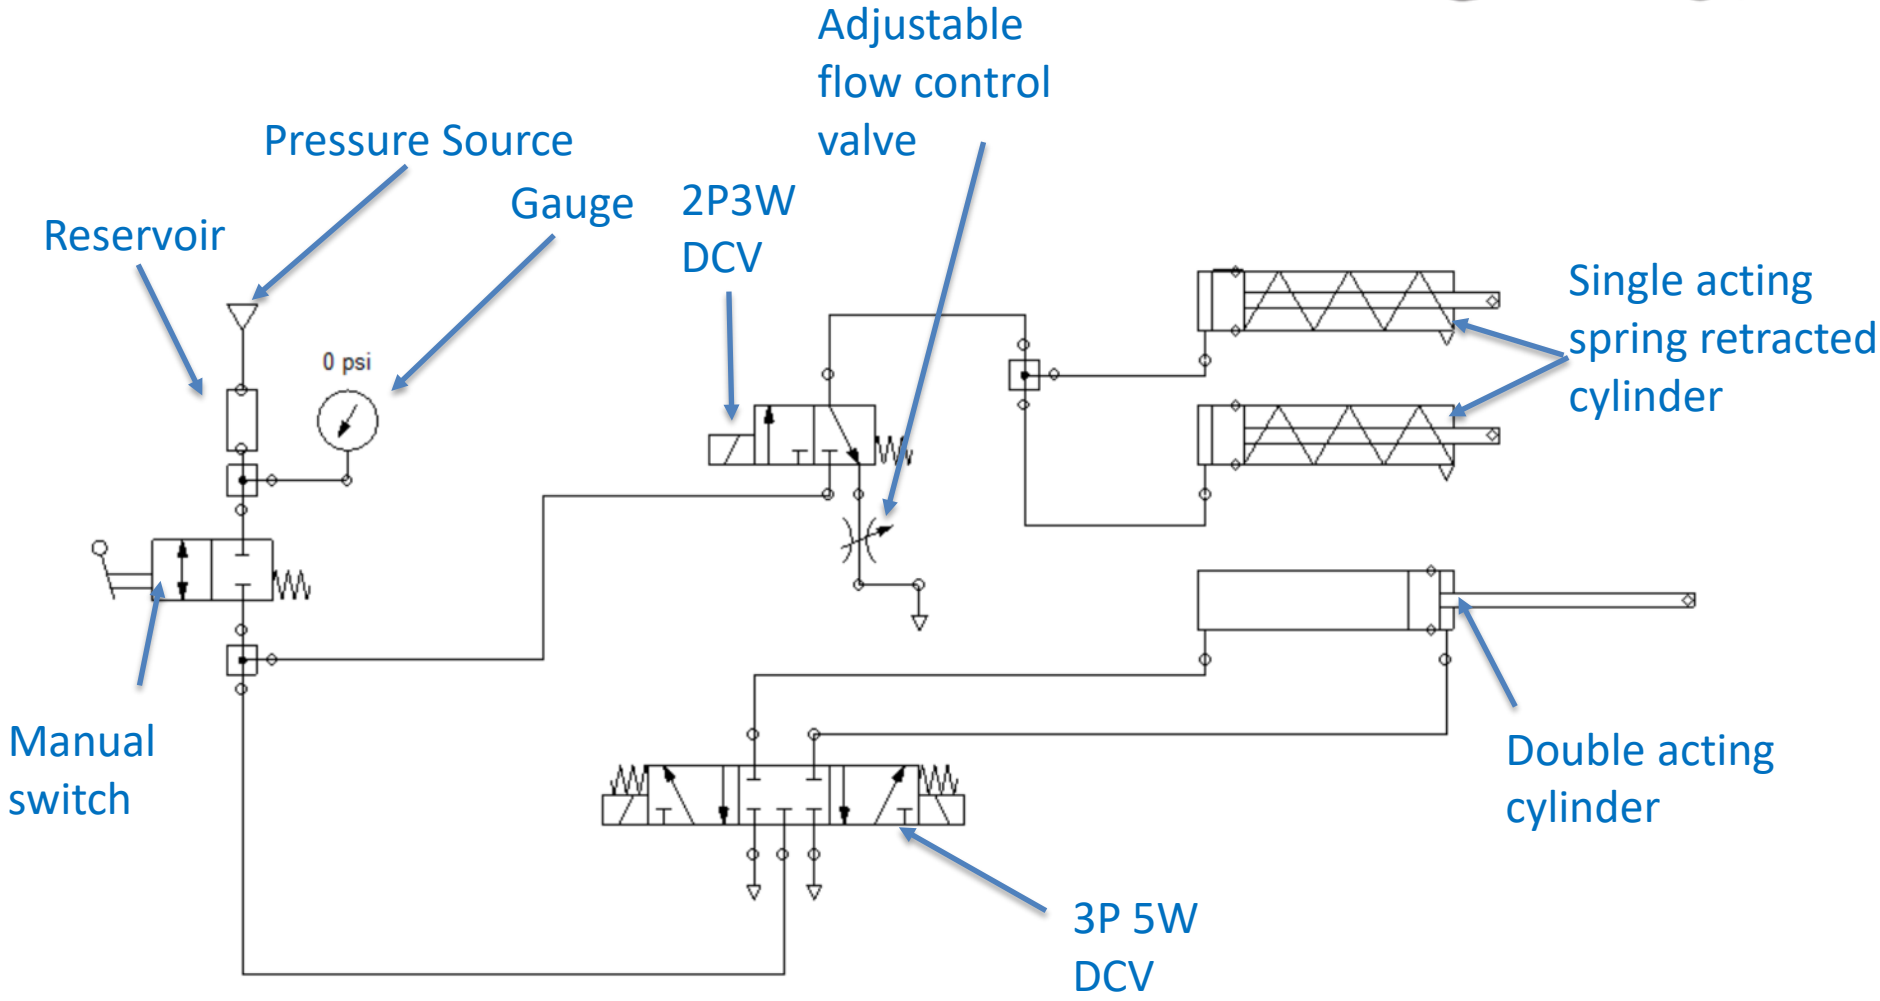 Adjustable
flow control
valve
Pressure Source
Gauge
2P3W
DCV
Reservoir
0 psi
Single acting
spring retracted
cylinder
Manual
switch
Double acting
cylinder
3P 5W
DCV